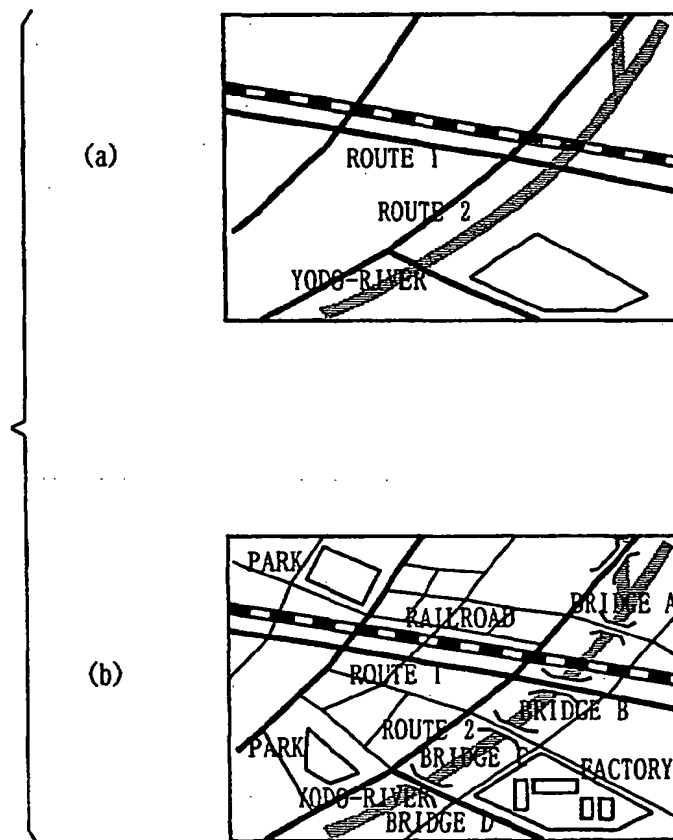 (a)
ROUTE 1
ROUTE 2
YODO-RIVER
(b)
PARK
BRIDGE A
RAILROAD
ROUTE 1
BRIDGE B
ROUTE 2
PARK
BRIDGE C
FACTORY
YODO-RIVER
BRIDGE D